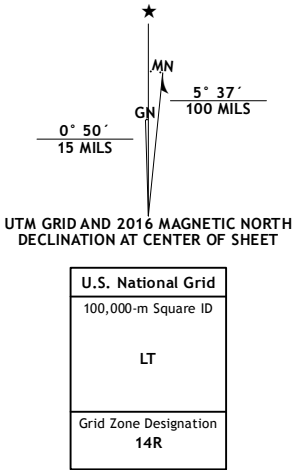 ★
MN
GN
5° 37´
100 MILS
0° 50´
15 MILS
UTM GRID AND 2016 MAGNETIC NORTH
DECLINATION AT CENTER OF SHEET
U.S. National Grid
100,000-m Square ID
LT
Grid Zone Designation
14R